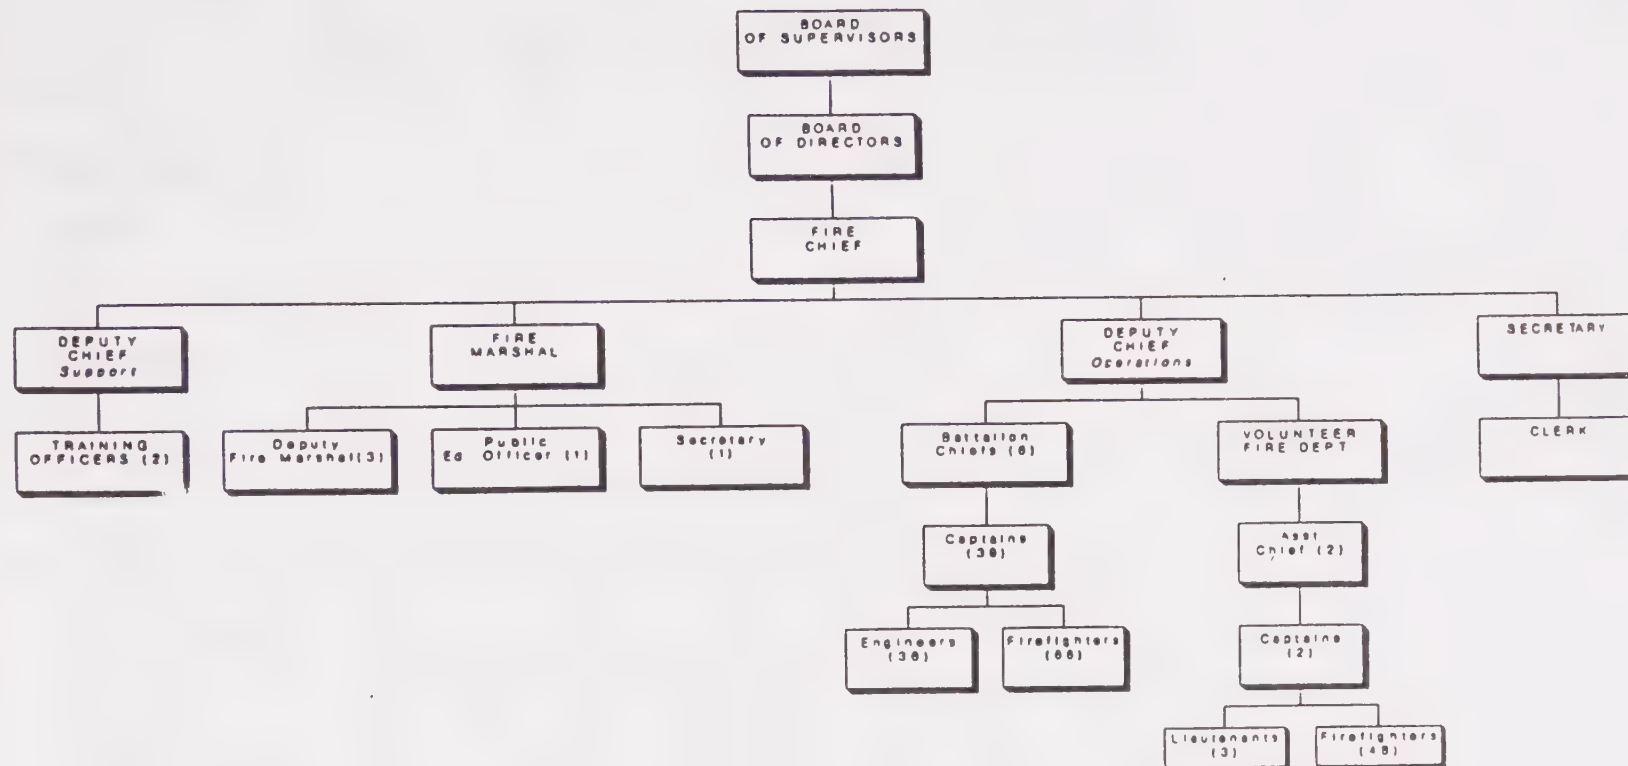 BOARD
OF SUPERVISORS
BOARD
OF DIRECTORS
FIRE
CHIEF
DEPUTY
CHIEF
Support
FIRE
MARSHAL
DEPUTY
CHIEF
Operations
SECRETARY
TRAINING
OFFICERS (2)
Deputy
Fire Marshal(3)
Public
Ed Officer (1)
Secretary
(1)
Battalion
Chiefs (6)
VOLUNTEER
FIRE DEPT
CLERK
Captains
Asst
Chief (2)
Engineers
(36)
Firefighters
(66)
Captains
(2)
Lieutenants
(3)
Firefighters